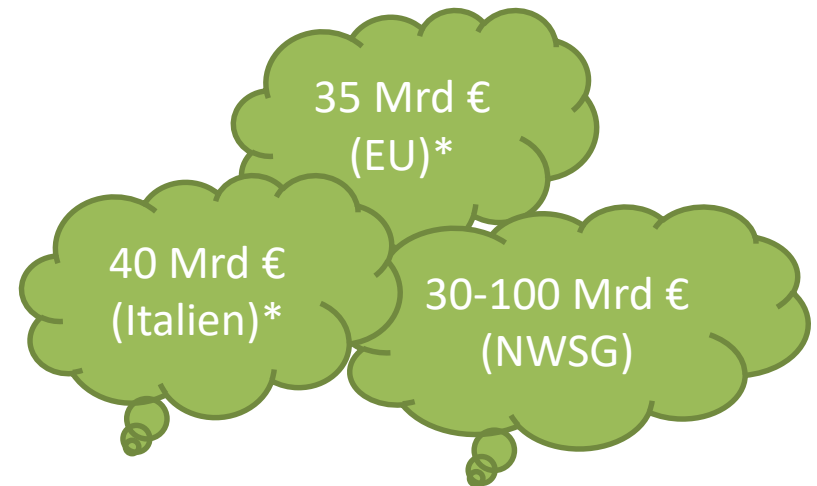 35 Mrd €
(EU)*
40 Mrd €
(Italien)*
30-100 Mrd €
(NWSG)